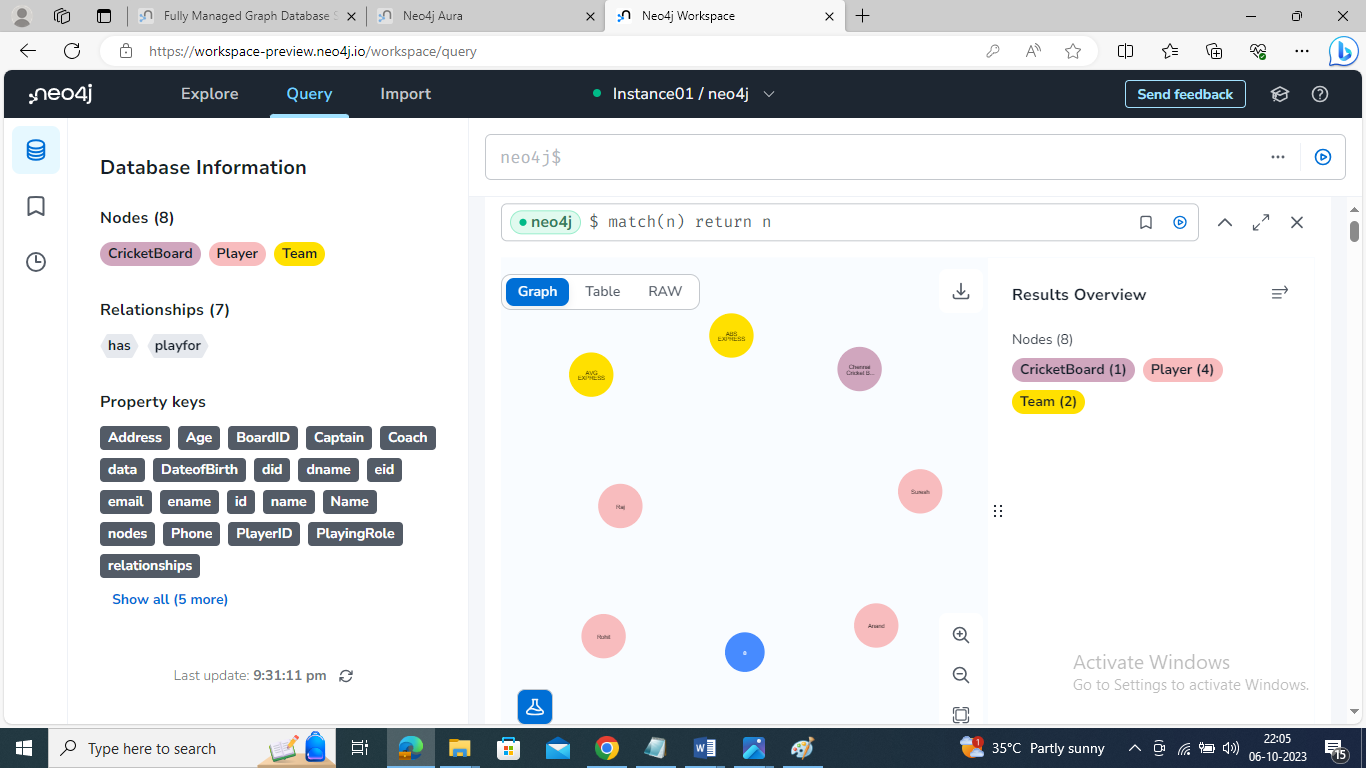 Fully Managed Graph Database S
Neo4j Aura
Neo4j Workspace
https://workspace-preview.neo4j.io/workspace/query
neo4j
Explore
Query
Import
Instance01 / neo4j
Send feedback
Database Information
Nodes (8)
CricketBoard Player Team
Relationships (7)
has playfor
Property keys
Address Age BoardID Captain Coach
data DateofBirth did dname eid
email ename id name Name
nodes Phone PlayerID PlayingRole
relationships
Show all (5 more)
Last update: 9:31:11 pm
neo4j$
neo4j $ match(n) return n
Graph Table RAW
ABS
EXPRESS
AVG
EXPRESS
Chennai
Cricket B...
Raj
Suresh
Rohit
Anand
Results Overview
Nodes (8)
CricketBoard (1) Player (4)
Team (2)
Activate Windows
Go to Settings to activate Windows.
Type here to search
1
35°C Partly sunny
22:05
06-10-2023
15